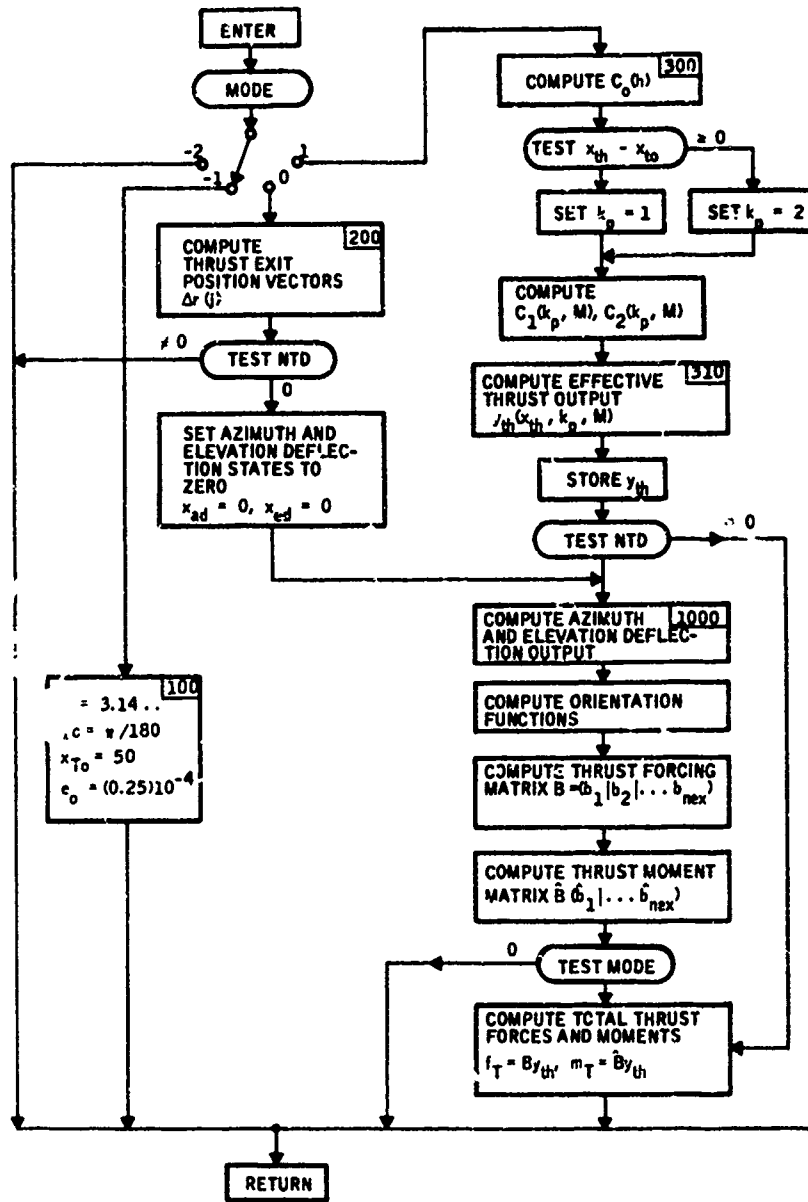 ENTER
MODE
-2
-1
0
1
200
COMPUTE
THRUST EXIT
POSITION VECTORS
Δr (j)
≠ 0
TEST NTD
0
SET AZIMUTH AND
ELEVATION DEFLEC-
TION STATES TO
ZERO
x_ad = 0, x_ed = 0
100
= 3.14 ..
= π/180
x_To = 50
e_o = (0.25)10^-4
300
COMPUTE C_o(h)
TEST x_th - x_to
≥ 0
SET k_p = 1
SET k_p = 2
COMPUTE
C_1(k_p, M), C_2(k_p, M)
310
COMPUTE EFFECTIVE
THRUST OUTPUT
y_th(x_th, k_p, M)
STORE y_th
TEST NTD
0
1000
COMPUTE AZIMUTH
AND ELEVATION DEFLEC-
TION OUTPUT
COMPUTE ORIENTATION
FUNCTIONS
COMPUTE THRUST FORCING
MATRIX B =(b_1|b_2|...b_nex)
COMPUTE THRUST MOMENT
MATRIX B̂ (b̂_1|...b̂_nex)
0
TEST MODE
COMPUTE TOTAL THRUST
FORCES AND MOMENTS
f_T = By_th, m_T = B̂y_th
RETURN